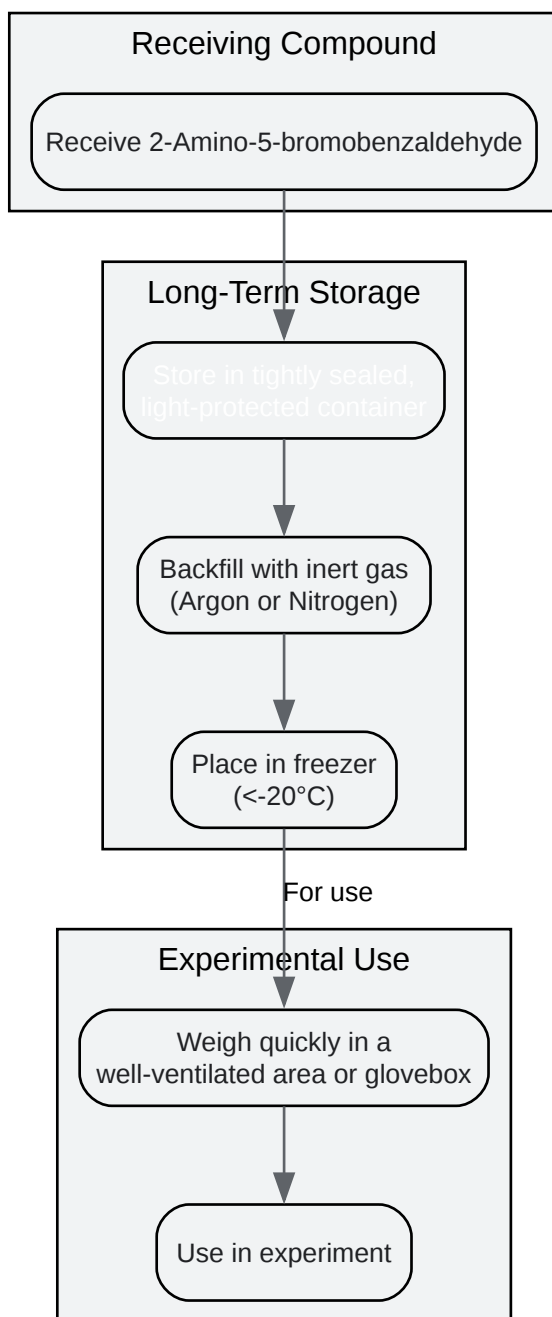 Receiving Compound
Receive 2-Amino-5-bromobenzaldehyde
Long-Term Storage
Store in tightly sealed,
light-protected container
Backfill with inert gas
(Argon or Nitrogen)
Place in freezer
(<-20°C)
For use
Experimental Use
Weigh quickly in a
well-ventilated area or glovebox
Use in experiment